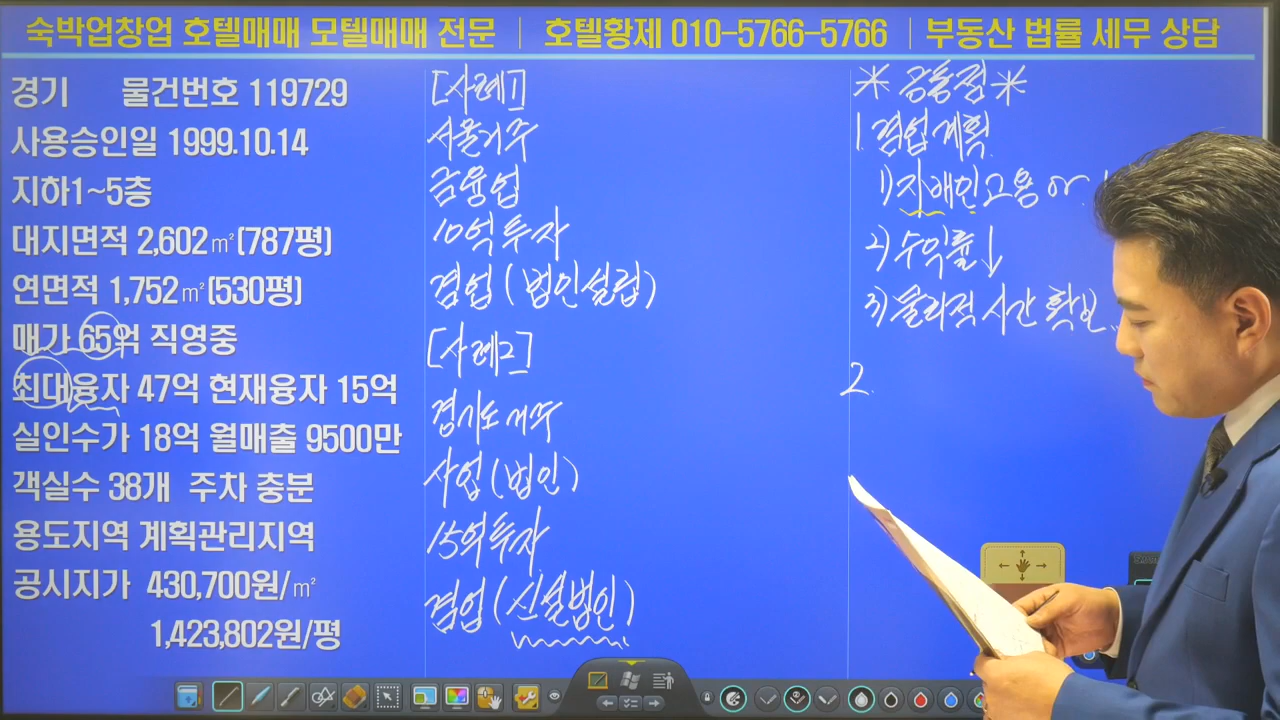 숙박업창업 호텔매매 모텔매매 전문 | 호텔황제 010-5766-5766 | 부동산 법률 세무 상담
경기 물건번호 119729
사용승인일 1999.10.14
지하1~5층
대지면적 2,602㎡(787평)
연면적 1,752㎡(530평)
매가 65억 직영중
최대융자 47억 현재융자 15억
실인수가 18억 월매출 9500만
객실수 38개 주차 충분
용도지역 계획관리지역
공시지가 430,700원/㎡
1,423,802원/평
[사례1]
서울거주
금융업
10억 투자
겸업(법인설립)
[사례2]
경기도 거주
사업(법인)
15억 투자
겸업(신설법인)
* 공통점 *
1. 겸업계획
1) 지배인 고용 or
2) 수익률↓
3) 물리적 시간 확보
2.